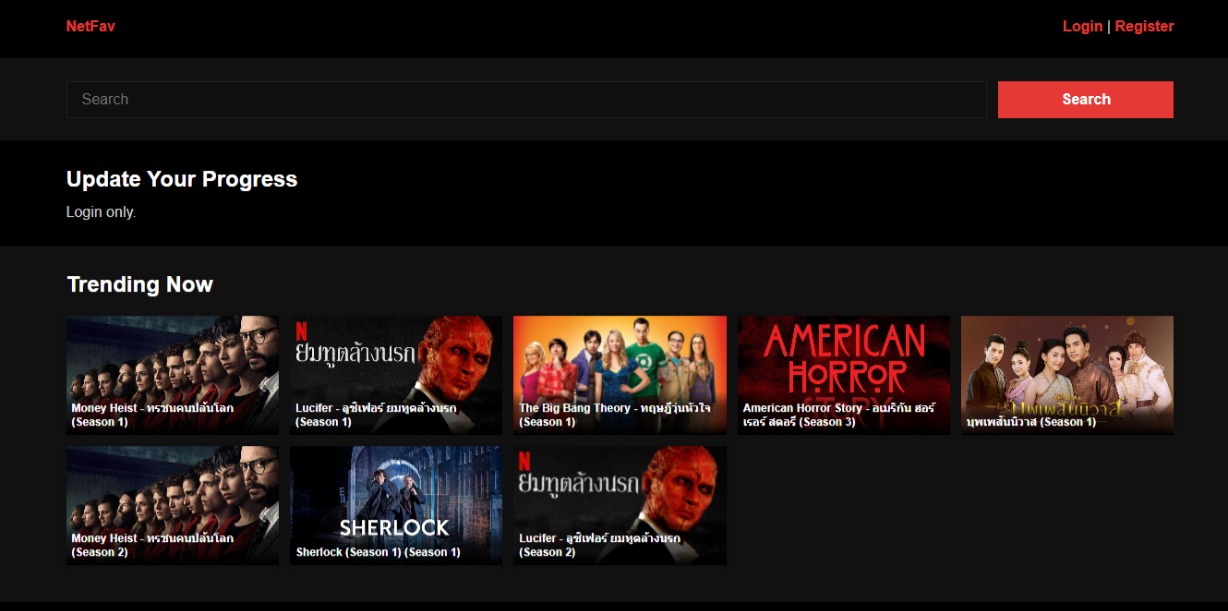 NetFav
Login | Register
Search
Search
Update Your Progress
Login only.
Trending Now
Money Heist - ทรชนคนปล้นโลก
(Season 1)
N
ยมทูตล้างนรก
Lucifer - ลูซิเฟอร์ ยมทูตล้างนรก
(Season 1)
The Big Bang Theory - ทฤษฎีวุ่นหัวใจ
(Season 1)
AMERICAN
HORROR
STORY
American Horror Story - อเมริกัน ฮอร์
เรอร์ สตอรี่ (Season 3)
บุพเพสันนิวาส
บุพเพสันนิวาส (Season 1)
Money Heist - ทรชนคนปล้นโลก
(Season 2)
SHERLOCK
Sherlock (Season 1) (Season 1)
N
ยมทูตล้างนรก
Lucifer - ลูซิเฟอร์ ยมทูตล้างนรก
(Season 2)